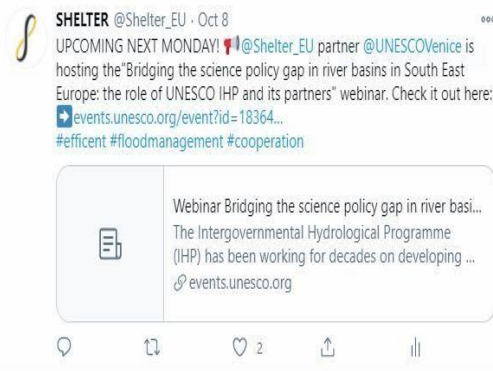 SHELTER @Shelter_EU · Oct 8
UPCOMING NEXT MONDAY! @Shelter_EU partner @UNESCOVenice is
hosting the"Bridging the science policy gap in river basins in South East
Europe: the role of UNESCO IHP and its partners" webinar. Check it out here:
events.unesco.org/event?id=18364...
#efficent #floodmanagement #cooperation
Webinar Bridging the science policy gap in river basi...
The Intergovernmental Hydrological Programme
(IHP) has been working for decades on developing ...
events.unesco.org
2